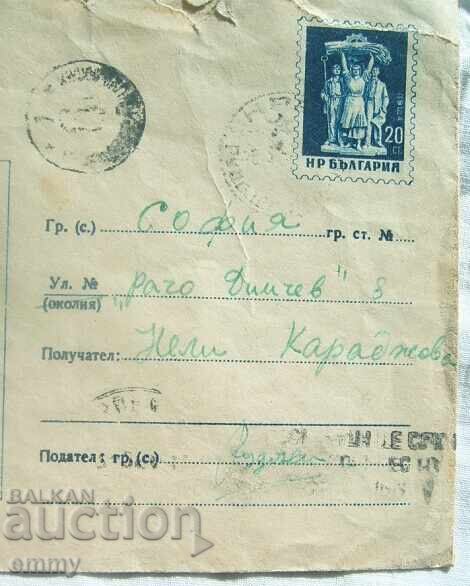 20
СТ.
НР БЪЛГАРИЯ
Гр. (с.) София гр. ст. №
Ул. № „Рачо Димчев" 8
(околия)
Получател: Нели Караджова
Подател: гр. (с.)
BALKAN
auction
emmy